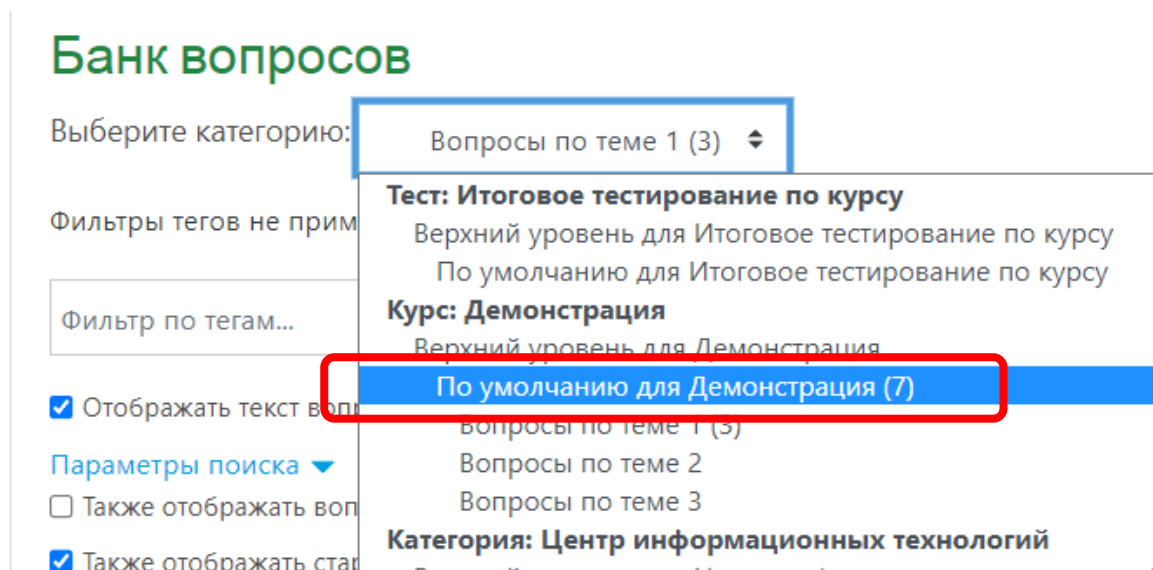 Банк вопросов
Выберите категорию:
Вопросы по теме 1 (3)
Тест: Итоговое тестирование по курсу
Фильтры тегов не прим
Верхний уровень для Итоговое тестирование по курсу
По умолчанию для Итоговое тестирование по курсу
Курс: Демонстрация
Фильтр по тегам...
Верхний уровень для Демонстрация
По умолчанию для Демонстрация (7)
Отображать текст вопр
Вопросы по теме 1 (3)
Параметры поиска
Вопросы по теме 2
Также отображать воп
Вопросы по теме 3
Категория: Центр информационных технологий
Также отображать стар